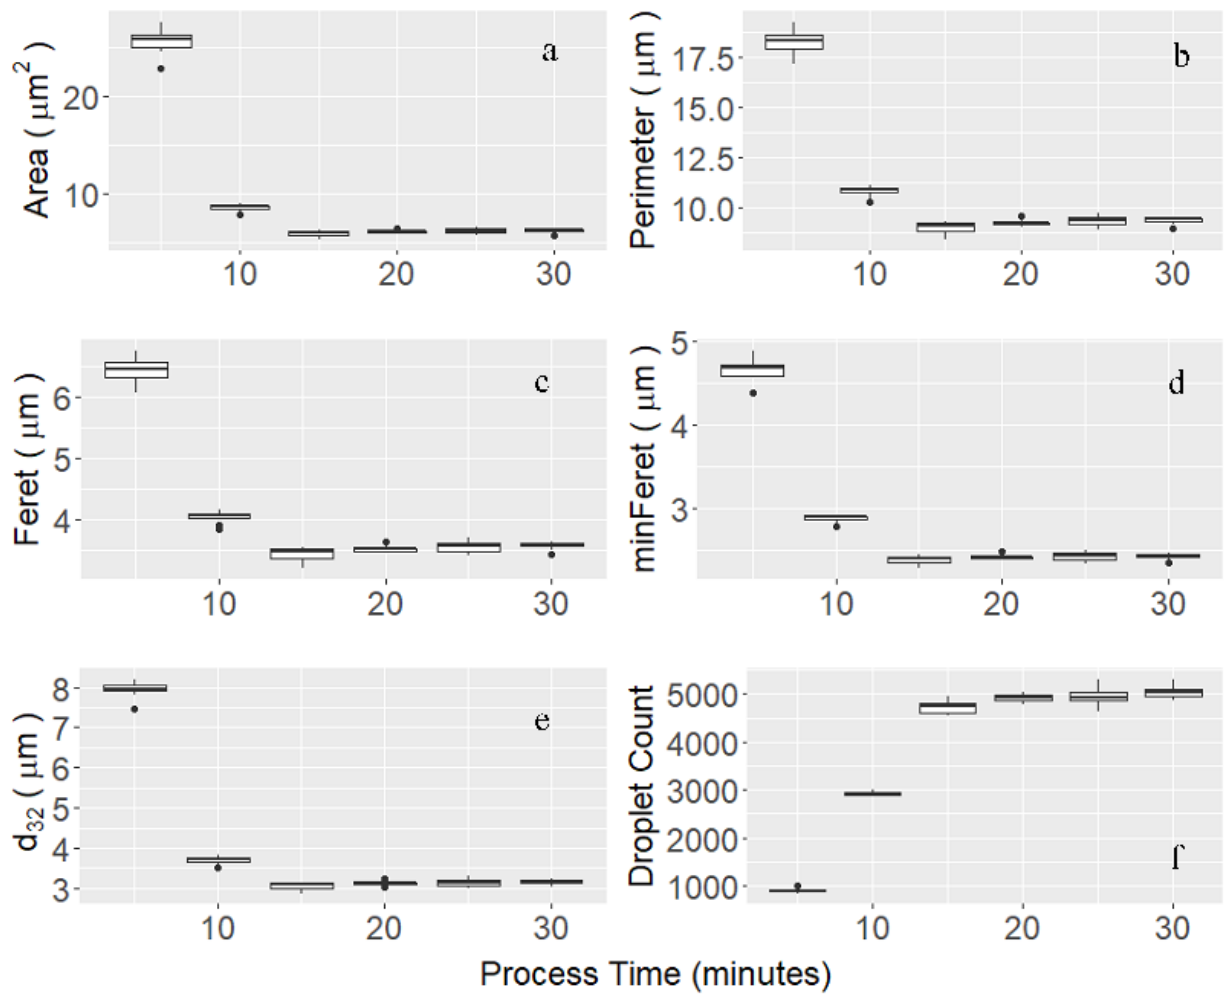 Area ( μm² )
20
10
a
10 20 30
Perimeter ( μm )
17.5
15.0
12.5
10.0
b
10 20 30
Feret ( μm )
6
5
4
c
10 20 30
minFeret ( μm )
5
4
3
d
10 20 30
d₃₂ ( μm )
8
7
6
5
4
3
e
10 20 30
Droplet Count
5000
4000
3000
2000
1000
f
10 20 30
Process Time (minutes)